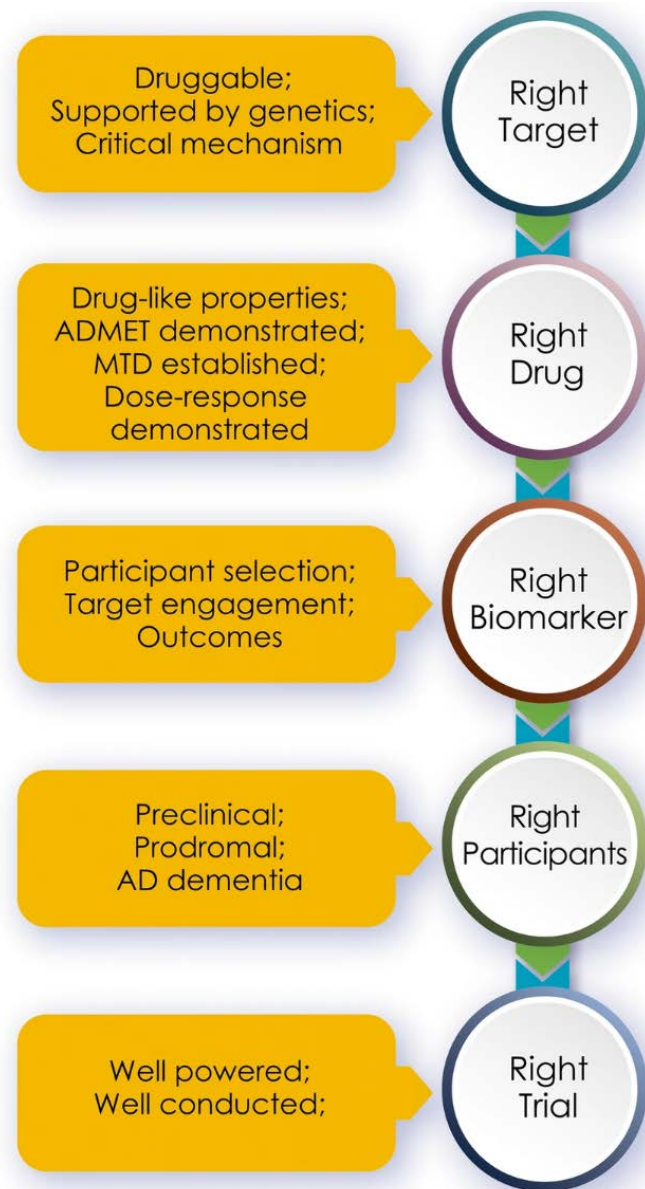 Druggable;
Supported by genetics;
Critical mechanism
Right
Target
Drug-like properties;
ADMET demonstrated;
MTD established;
Dose-response
demonstrated
Right
Drug
Participant selection;
Target engagement;
Outcomes
Right
Biomarker
Preclinical;
Prodromal;
AD dementia
Right
Participants
Well powered;
Well conducted;
Right
Trial